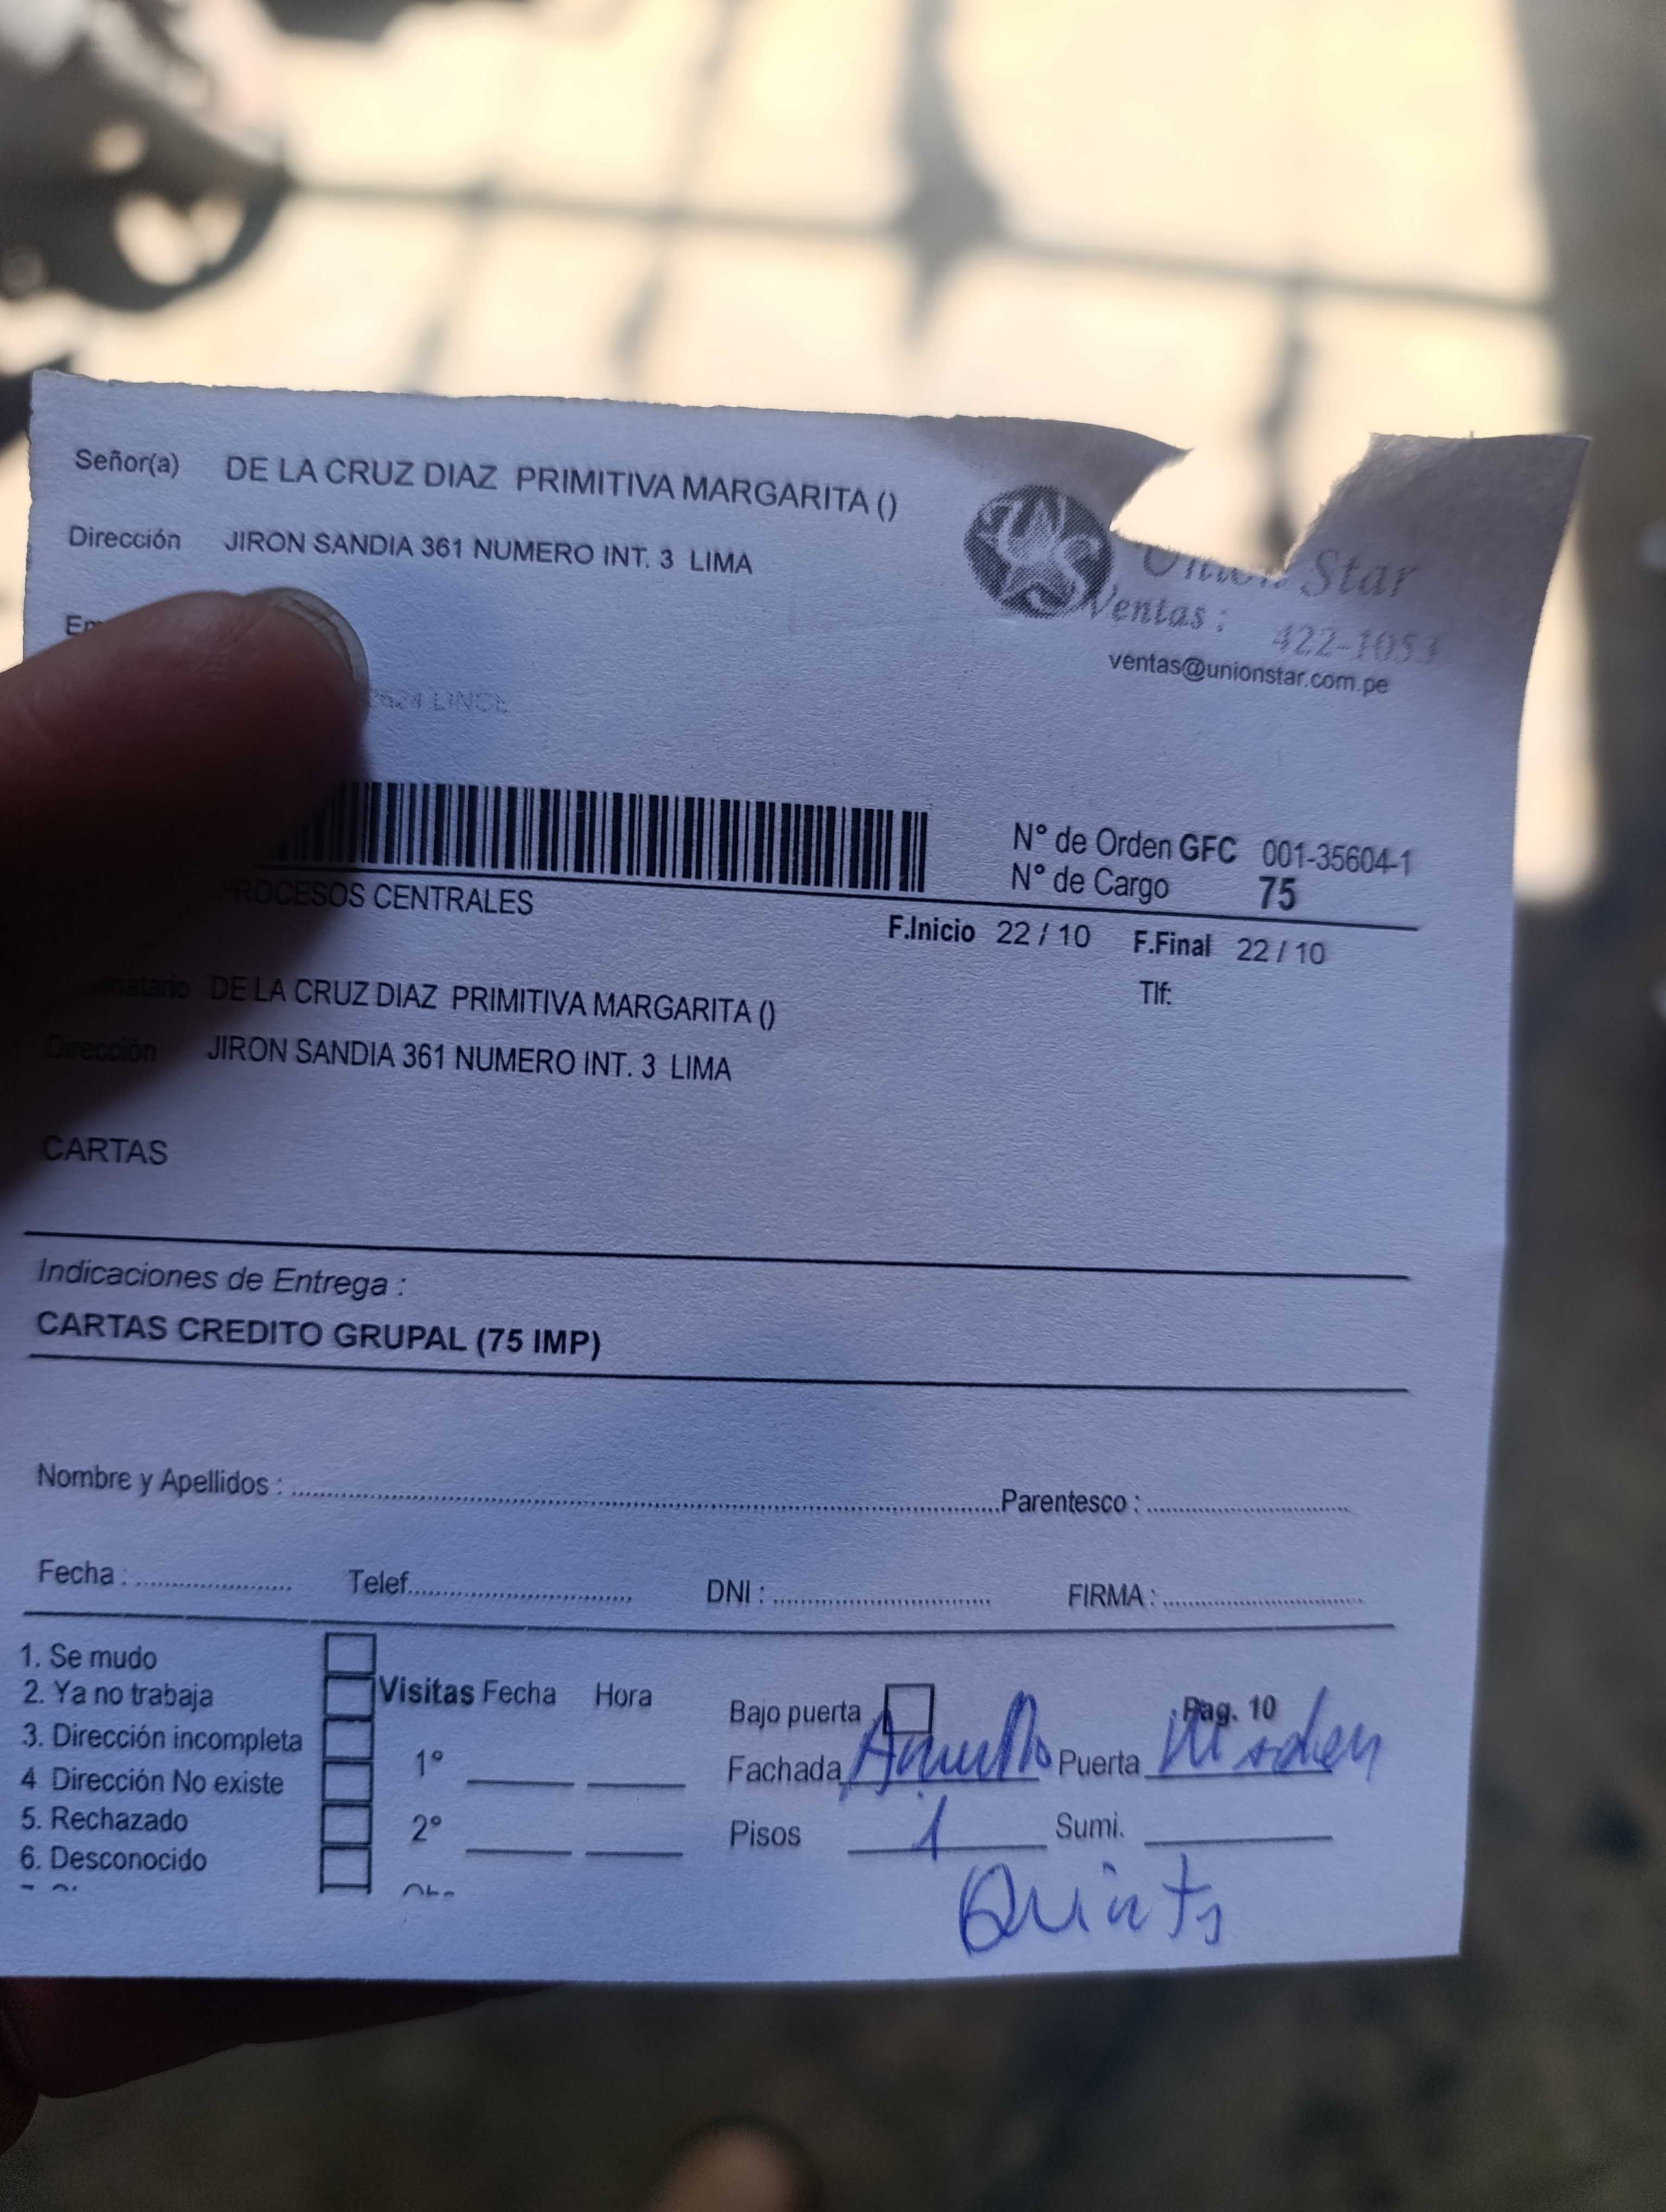 Señor(a) DE LA CRUZ DIAZ PRIMITIVA MARGARITA ()
Dirección JIRON SANDIA 361 NUMERO INT. 3 LIMA
Union Star
Ventas : 422-1053
ventas@unionstar.com.pe
N° de Orden GFC 001-35604-1
N° de Cargo 75
PROCESOS CENTRALES
F.Inicio 22 / 10 F.Final 22 / 10
DE LA CRUZ DIAZ PRIMITIVA MARGARITA () Tlf:
Dirección JIRON SANDIA 361 NUMERO INT. 3 LIMA
CARTAS
Indicaciones de Entrega :
CARTAS CREDITO GRUPAL (75 IMP)
Nombre y Apellidos : Parentesco :
Fecha : Telef. DNI : FIRMA :
1. Se mudo
2. Ya no trabaja
3. Dirección incompleta
4 Dirección No existe
5. Rechazado
6. Desconocido
Visitas Fecha Hora
1°
2°
Bajo puerta Pag. 10
Fachada Puerta
Pisos 1 Sumi.
Quinta